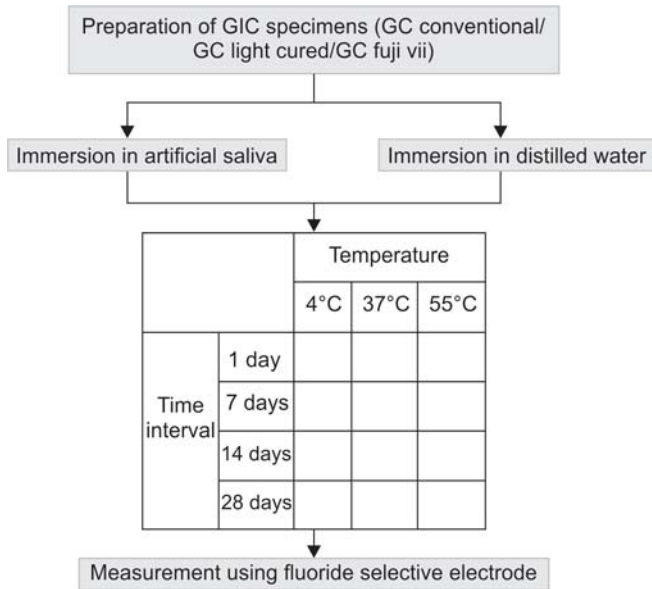 Preparation of GIC specimens (GC conventional/
GC light cured/GC fuji vii)
Immersion in artificial saliva
Immersion in distilled water
Temperature
4°C 37°C 55°C
Time
interval
1 day
7 days
14 days
28 days
Measurement using fluoride selective electrode